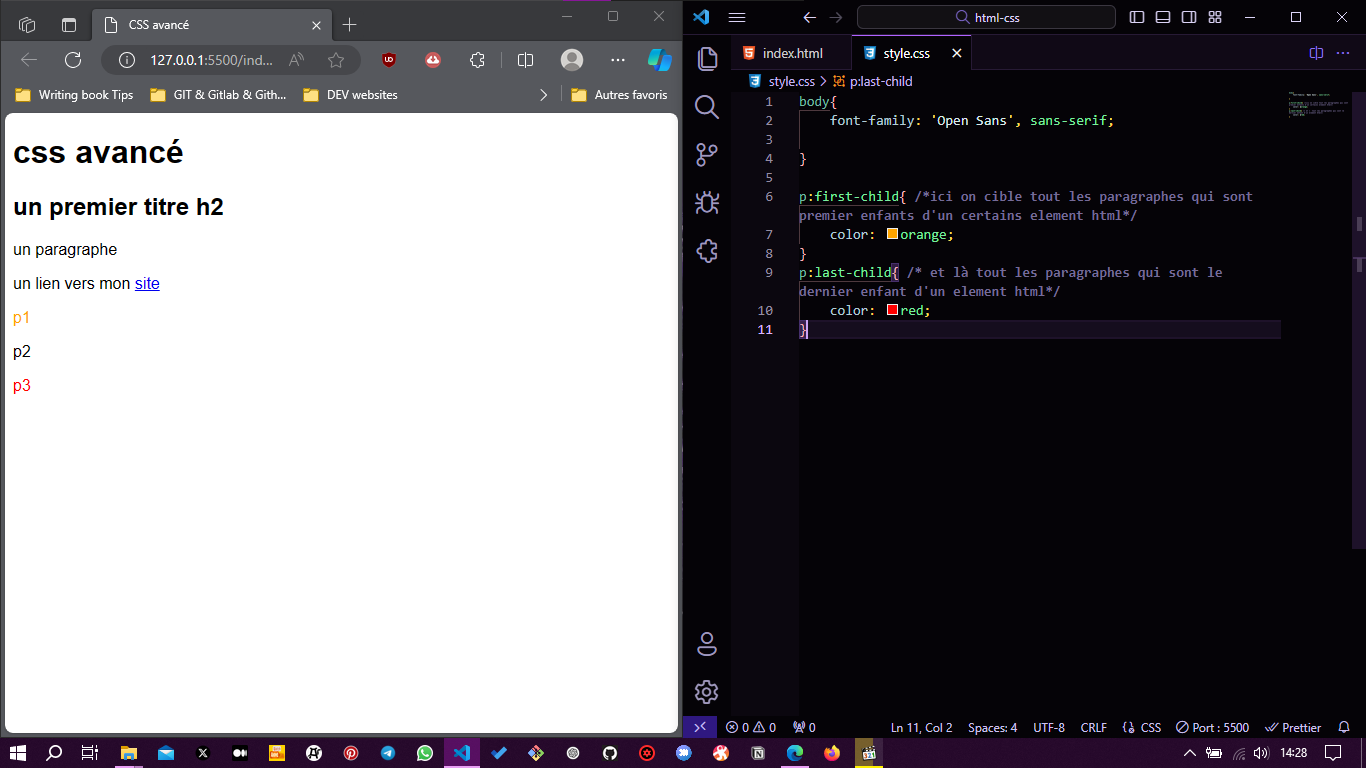 CSS avancé
127.0.0.1:5500/ind...
Writing book Tips
GIT & Gitlab & Gith...
DEV websites
Autres favoris
css avancé
un premier titre h2
un paragraphe
un lien vers mon site
p1
p2
p3
html-css
index.html
style.css
style.css > p:last-child
1 body{
2 font-family: 'Open Sans', sans-serif;
3
4 }
5
6 p:first-child{ /*ici on cible tout les paragraphes qui sont
premier enfants d'un certains element html*/
7 color: orange;
8 }
9 p:last-child{ /* et là tout les paragraphes qui sont le
dernier enfant d'un element html*/
10 color: red;
11 }
0 0 0 Ln 11, Col 2 Spaces: 4 UTF-8 CRLF {} CSS Port : 5500 Prettier
14:28